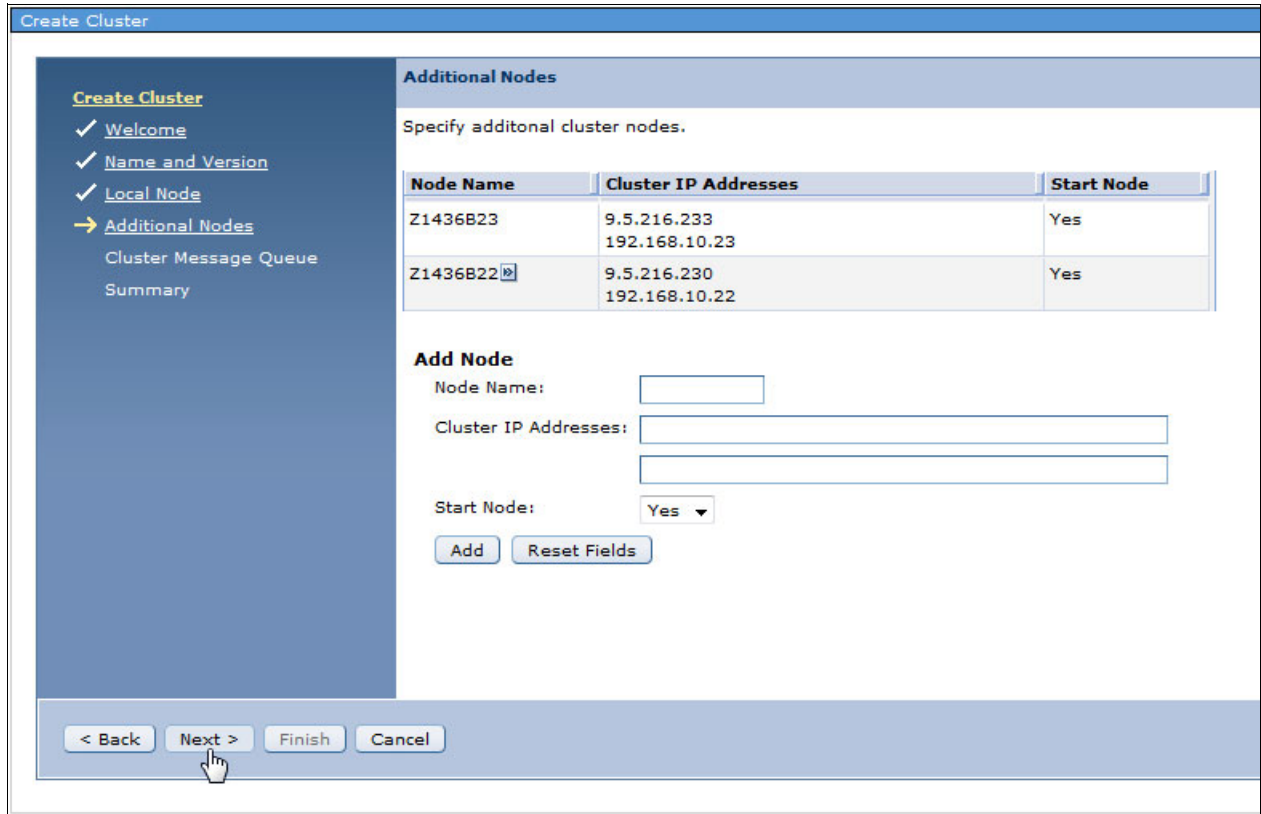 Create Cluster
Create Cluster
Welcome
Name and Version
Local Node
Additional Nodes
Cluster Message Queue
Summary
Additional Nodes
Specify additonal cluster nodes.
Node Name Cluster IP Addresses Start Node
Z1436B23 9.5.216.233 Yes
192.168.10.23
Z1436B22 9.5.216.230 Yes
192.168.10.22
Add Node
Node Name:
Cluster IP Addresses:
Start Node: Yes
Add Reset Fields
< Back Next > Finish Cancel